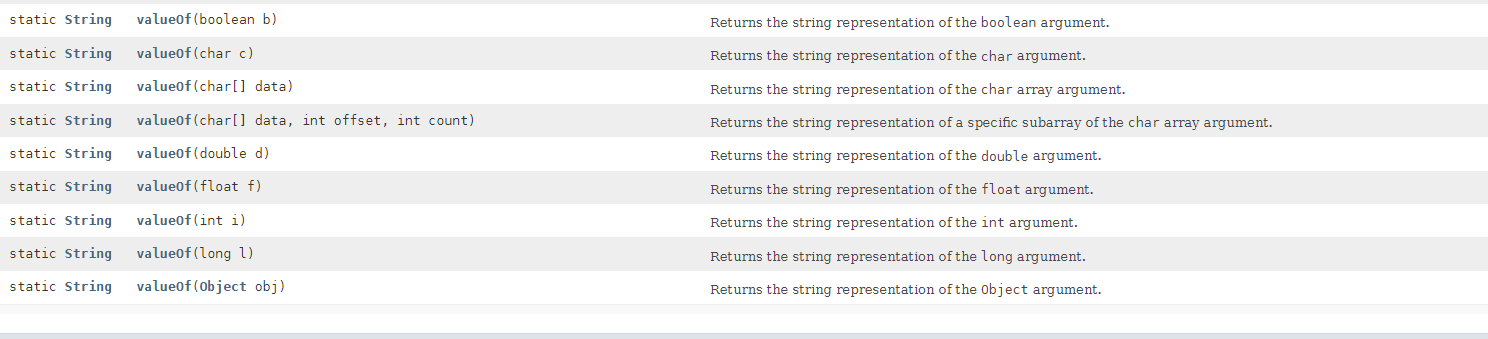 static String valueOf(boolean b) Returns the string representation of the boolean argument.
static String valueOf(char c) Returns the string representation of the char argument.
static String valueOf(char[] data) Returns the string representation of the char array argument.
static String valueOf(char[] data, int offset, int count) Returns the string representation of a specific subarray of the char array argument.
static String valueOf(double d) Returns the string representation of the double argument.
static String valueOf(float f) Returns the string representation of the float argument.
static String valueOf(int i) Returns the string representation of the int argument.
static String valueOf(long l) Returns the string representation of the long argument.
static String valueOf(Object obj) Returns the string representation of the Object argument.